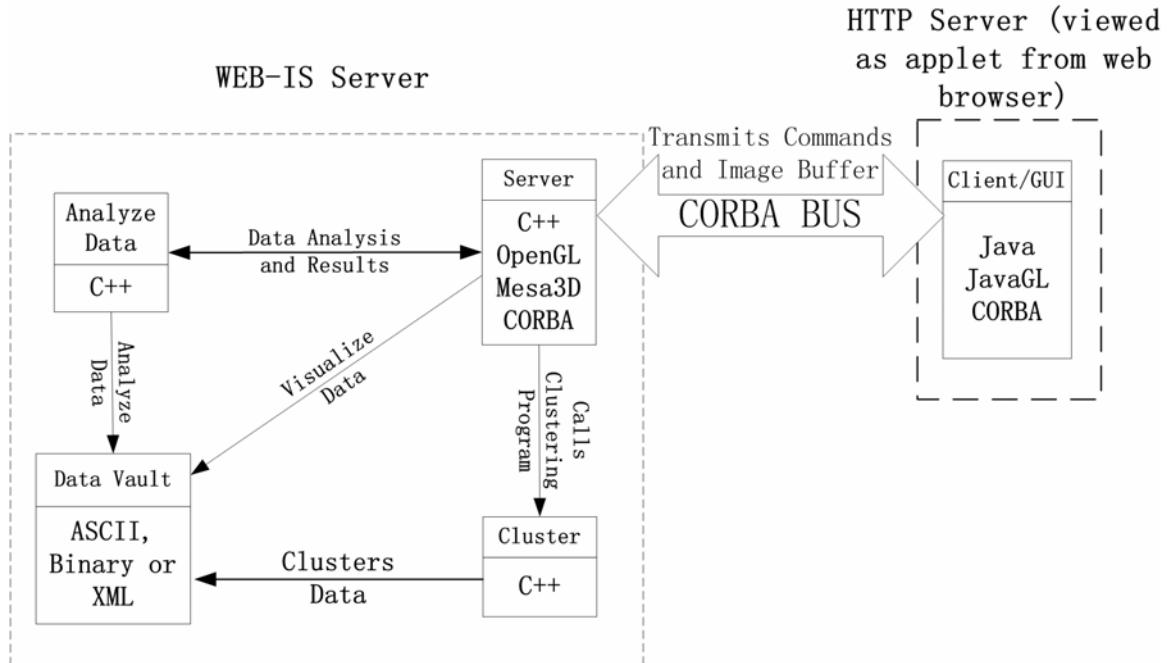 HTTP Server (viewed
as applet from web
browser)
WEB-IS Server
Transmits Commands
and Image Buffer
CORBA BUS
Server
C++
OpenGL
Mesa3D
CORBA
Client/GUI
Java
JavaGL
CORBA
Analyze
Data
C++
Data Analysis
and Results
Analyze
Data
Visualize
Data
Calls
Clustering
Program
Data Vault
ASCII,
Binary or
XML
Clusters
Data
Cluster
C++